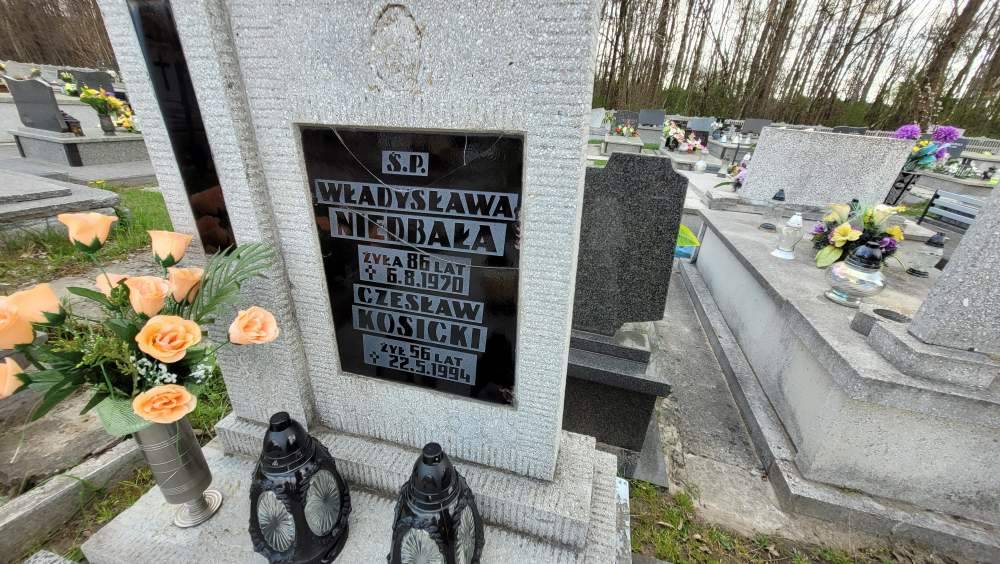 Ś.P.
WŁADYSŁAWA
NIEDBAŁA
ŻYŁA 86 LAT
✝ 6.8.1970
CZESŁAW
KOSICKI
ŻYŁ 56 LAT
✝ 22.5.1994